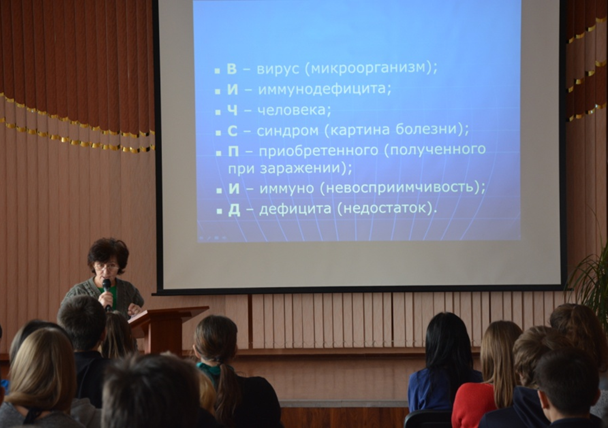 ▪ В – вирус (микроорганизм);
▪ И – иммунодефицита;
▪ Ч – человека;
▪ С – синдром (картина болезни);
▪ П – приобретенного (полученного
при заражении);
▪ И – иммуно (невосприимчивость);
▪ Д – дефицита (недостаток).